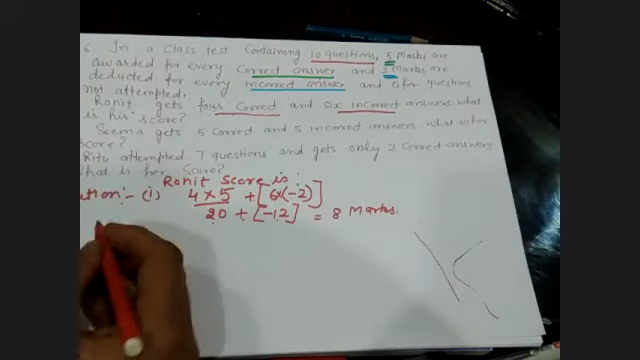 6. In a Class test Containing 10 questions, 5 Marks are
awarded for every Correct answer and 2 Marks are
deducted for every incorrect answer and 0 for questions
not attempted.
Rohit gets four Correct and six incorrect answers. what
is his score?
Seema gets 5 Correct and 5 incorrect answers. what is her
score?
Ritu attempted 7 questions and gets only 2 Correct answers
What is her Score?
Rohit Score is :
ution:- (i) 4 × 5 + [6×(-2)]
20 + [-12] = 8 Marks.
K